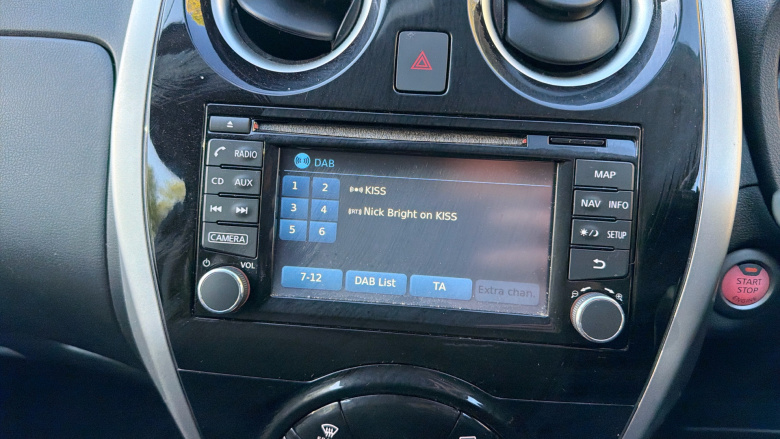 RADIO
CD AUX
CAMERA
VOL
DAB
1 2
3 4
5 6
KISS
Nick Bright on KISS
7-12
DAB List
TA
Extra chan.
MAP
NAV INFO
SETUP
START
STOP